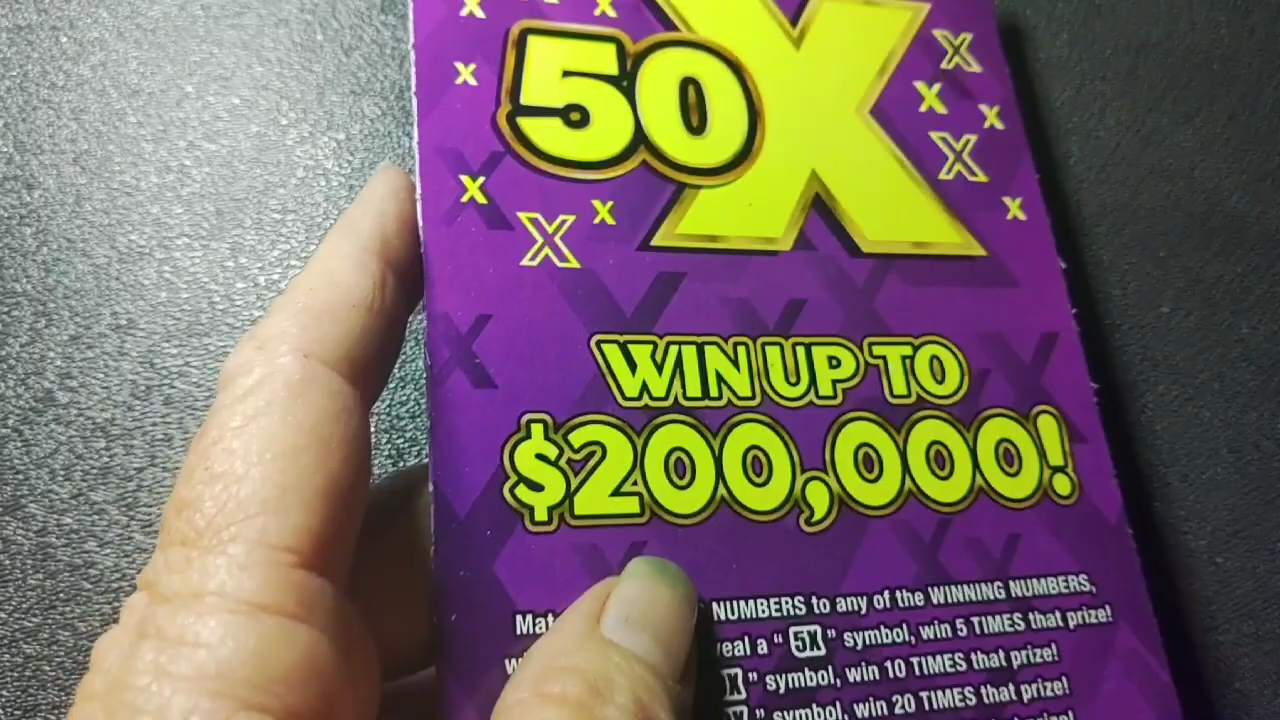 50X
WIN UP TO
$200,000!
NUMBERS to any of the WINNING NUMBERS,
a " 5X " symbol, win 5 TIMES that prize!
" symbol, win 10 TIMES that prize!
" symbol, win 20 TIMES that prize!